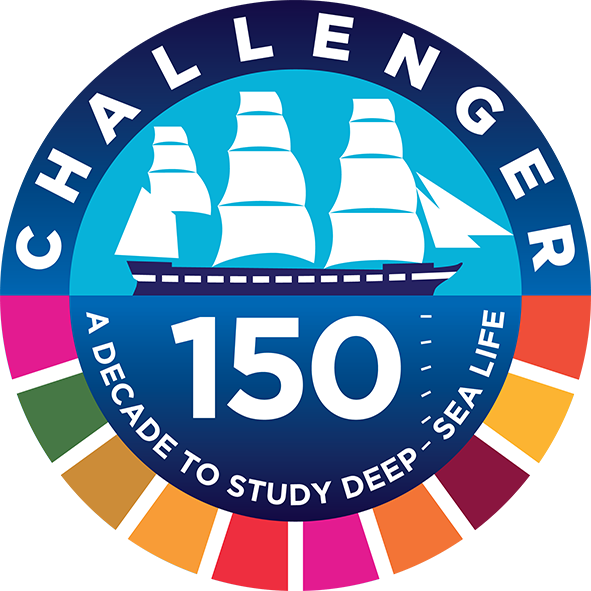 CHALLENGER
150
A DECADE TO STUDY DEEP - SEA LIFE